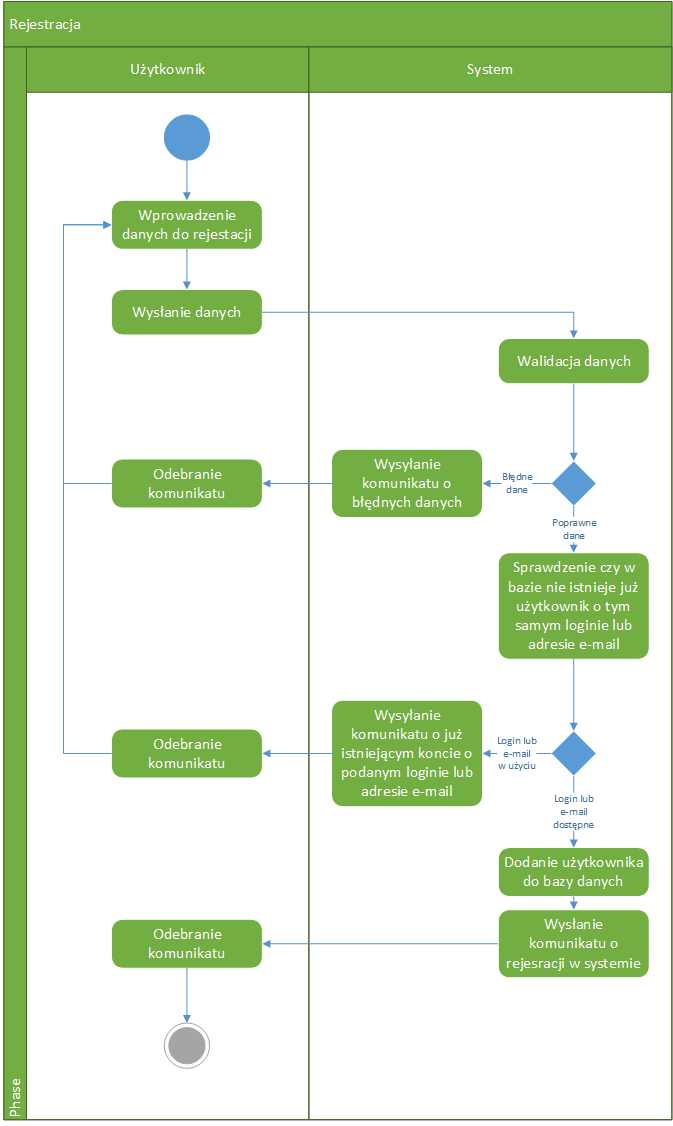 Rejestracja
Użytkownik
System
Wprowadzenie
danych do rejestacji
Wysłanie danych
Walidacja danych
Błędne
dane
Wysyłanie
komunikatu o
błędnych danych
Odebranie
komunikatu
Poprawne
dane
Sprawdzenie czy w
bazie nie istnieje już
użytkownik o tym
samym loginie lub
adresie e-mail
Login lub
e-mail
w użyciu
Wysyłanie
komunikatu o już
istniejącym koncie o
podanym loginie lub
adresie e-mail
Odebranie
komunikatu
Login lub
e-mail
dostępne
Dodanie użytkownika
do bazy danych
Wysłanie
komunikatu o
rejesracji w systemie
Odebranie
komunikatu
Phase